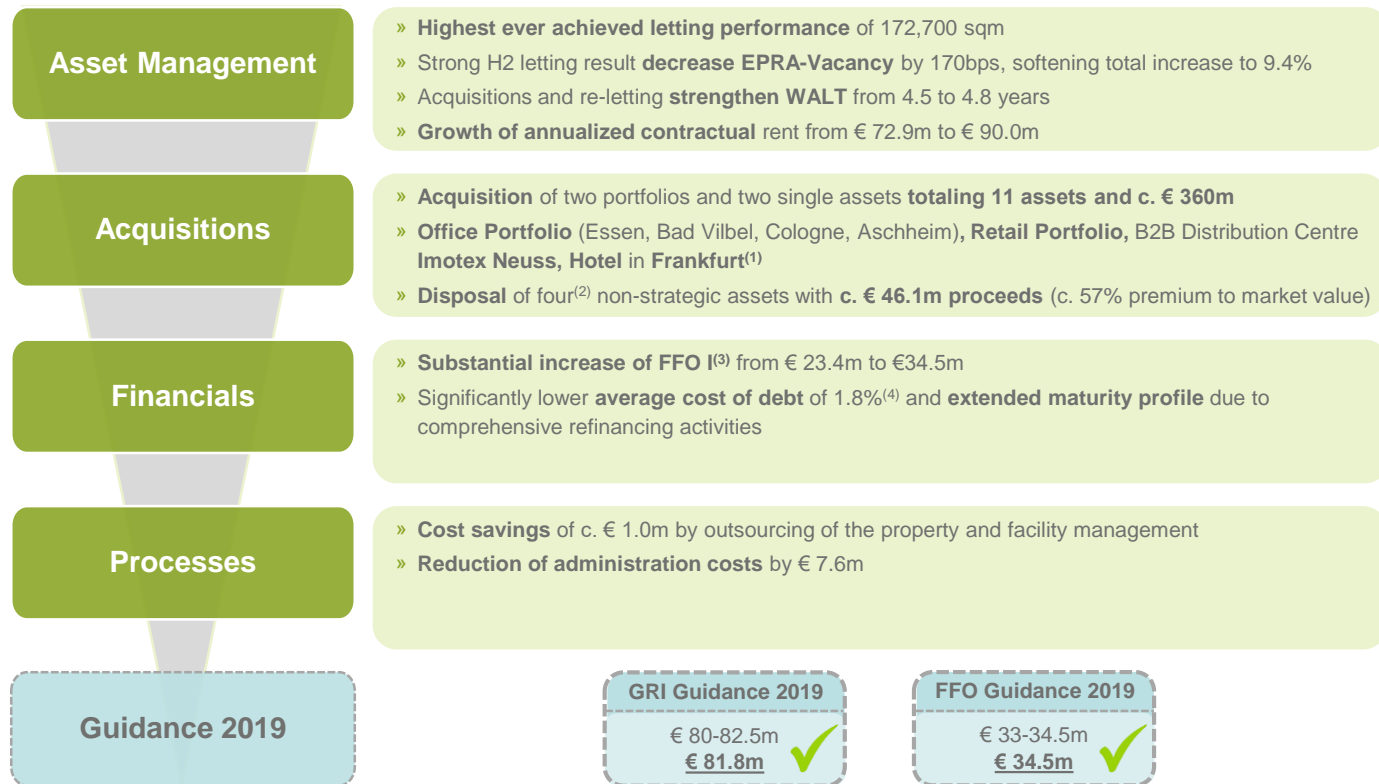 Asset Management
» Highest ever achieved letting performance of 172,700 sqm
» Strong H2 letting result decrease EPRA-Vacancy by 170bps, softening total increase to 9.4%
» Acquisitions and re-letting strengthen WALT from 4.5 to 4.8 years
» Growth of annualized contractual rent from € 72.9m to € 90.0m
Acquisitions
» Acquisition of two portfolios and two single assets totaling 11 assets and c. € 360m
» Office Portfolio (Essen, Bad Vilbel, Cologne, Aschheim), Retail Portfolio, B2B Distribution Centre
Imotex Neuss, Hotel in Frankfurt(1)
» Disposal of four(2) non-strategic assets with c. € 46.1m proceeds (c. 57% premium to market value)
Financials
» Substantial increase of FFO I(3) from € 23.4m to €34.5m
» Significantly lower average cost of debt of 1.8%(4) and extended maturity profile due to
comprehensive refinancing activities
Processes
» Cost savings of c. € 1.0m by outsourcing of the property and facility management
» Reduction of administration costs by € 7.6m
Guidance 2019
GRI Guidance 2019
€ 80-82.5m
€ 81.8m
FFO Guidance 2019
€ 33-34.5m
€ 34.5m